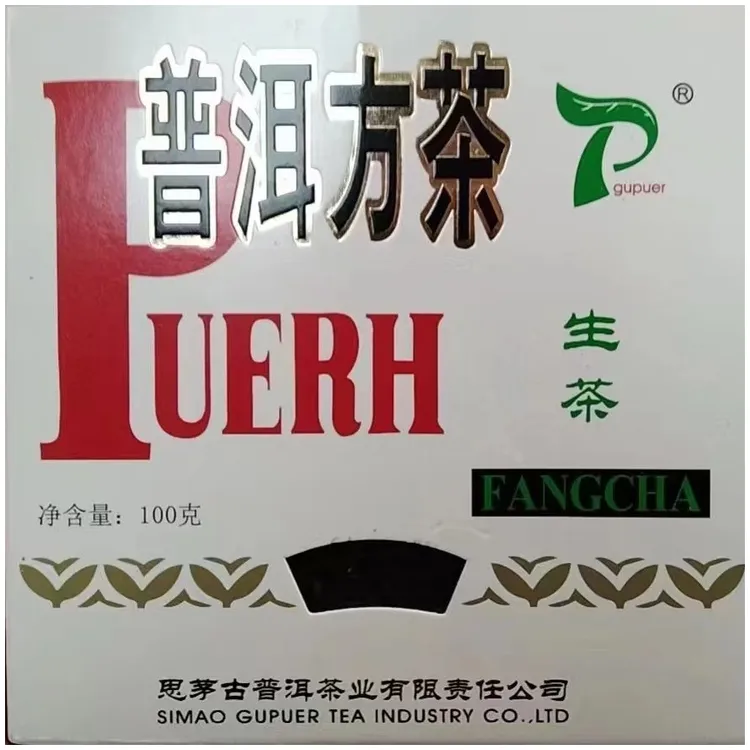 普洱方茶
®
gupuer
PUERH
生茶
FANGCHA
净含量：100克
思茅古普洱茶业有限责任公司
SIMAO GUPUER TEA INDUSTRY CO.,LTD